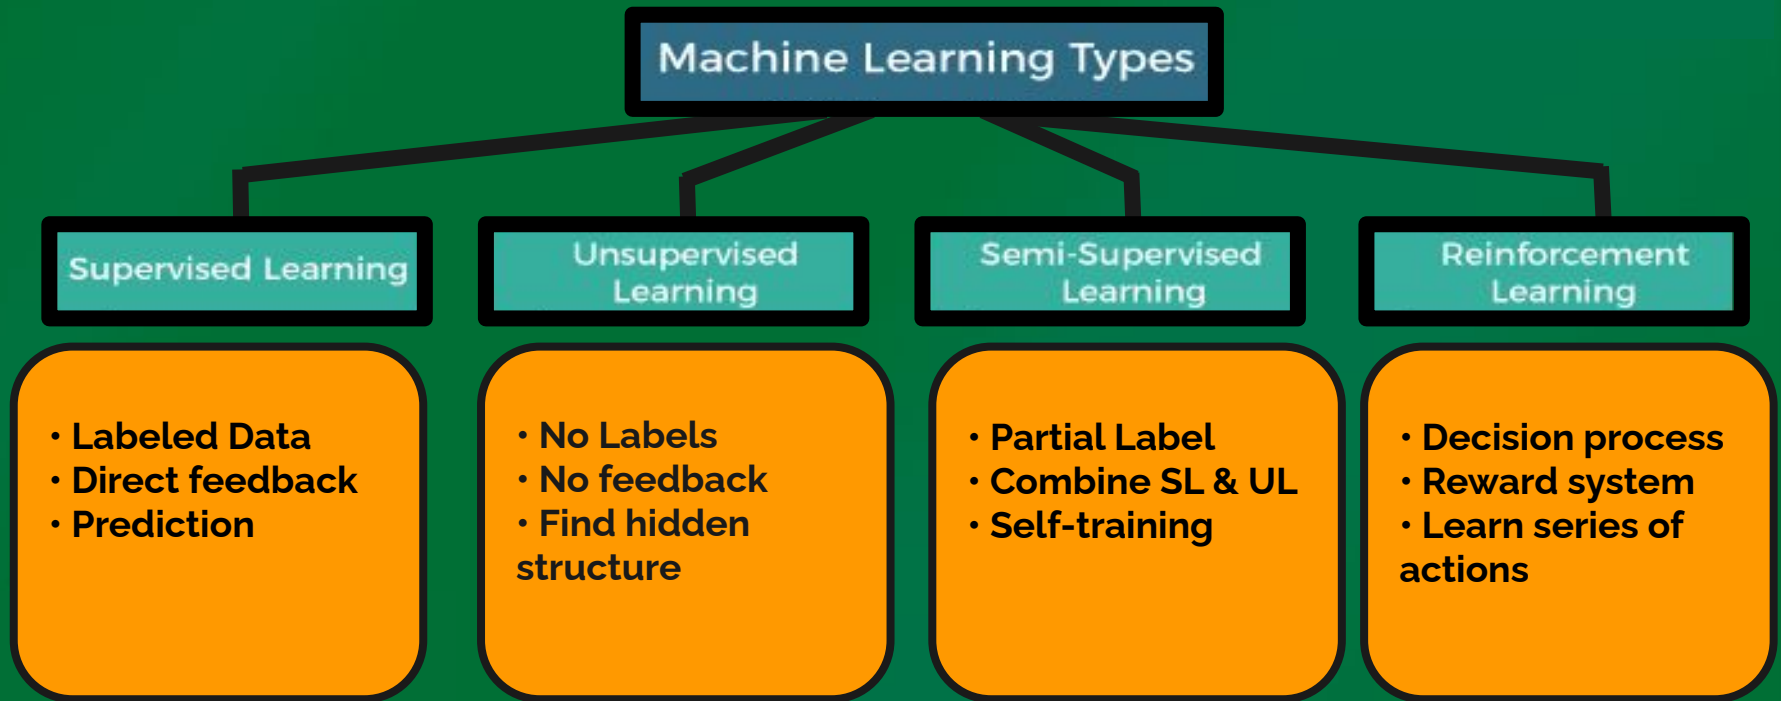 Machine Learning Types
Supervised Learning
Unsupervised
Learning
Semi-Supervised
Learning
Reinforcement
Learning
• Labeled Data
• Direct feedback
• Prediction
• No Labels
• No feedback
• Find hidden
structure
• Partial Label
• Combine SL & UL
• Self-training
• Decision process
• Reward system
• Learn series of
actions